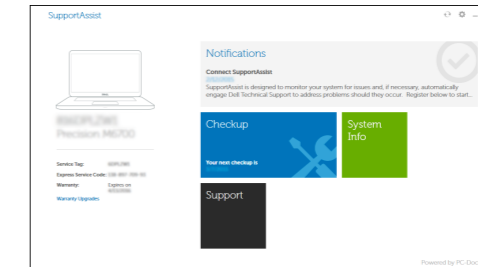 SupportAssist
Notifications
Connect SupportAssist
SupportAssist is designed to monitor your system for issues and, if necessary, automatically
engage Dell Technical Support to address problems should they occur. Register below to start...
Precision M6700
Service Tag:
Express Service Code:
Warranty: Expires on
Warranty Upgrades
Checkup
Your next checkup is
System
Info
Support
Powered by PC-Doc